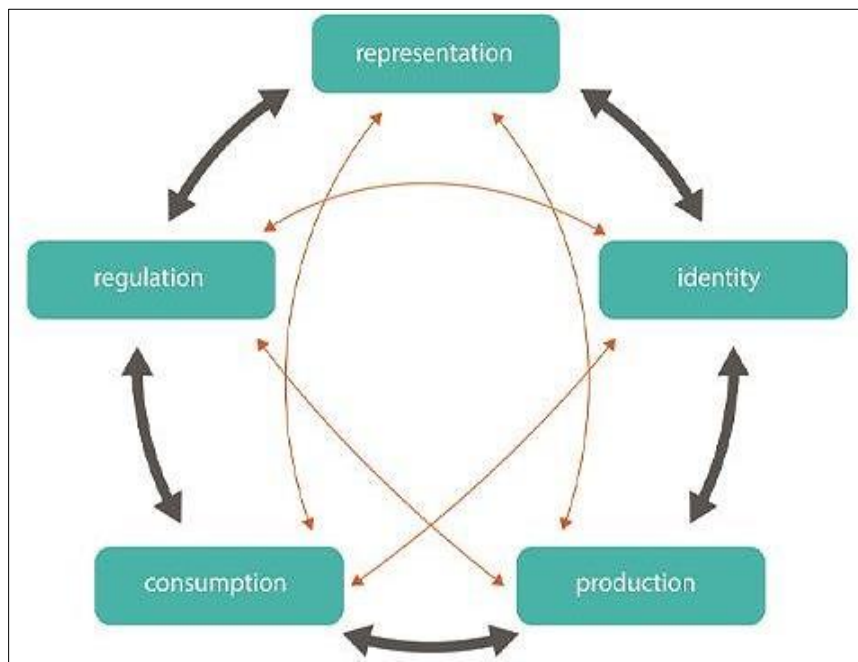 representation
regulation
identity
consumption
production